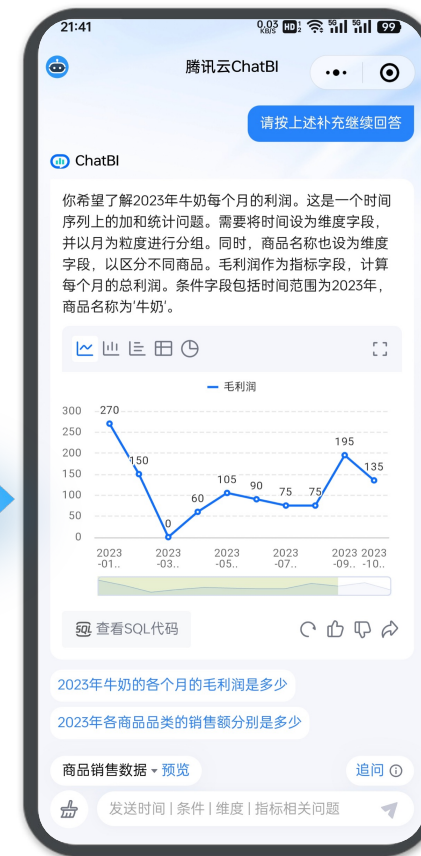 21:41
0.03 KB/S HD 2 5G 5G 99
腾讯云ChatBI
请按上述补充继续回答
ChatBI
你希望了解2023年牛奶每个月的利润。这是一个时间
序列上的加和统计问题。需要将时间设为维度字段，
并以月为粒度进行分组。同时，商品名称也设为维度
字段，以区分不同商品。毛利润作为指标字段，计算
每个月的总利润。条件字段包括时间范围为2023年，
商品名称为'牛奶'。
毛利润
300
250
200
150
100
50
0
270
150
0
60
105
90
75
75
195
135
2023 2023 2023 2023 2023 2023
-01.. -03.. -05.. -07.. -09.. -10..
SQL 查看SQL代码
2023年牛奶的各个月的毛利润是多少
2023年各商品品类的销售额分别是多少
商品销售数据 预览
追问
发送时间 | 条件 | 维度 | 指标相关问题